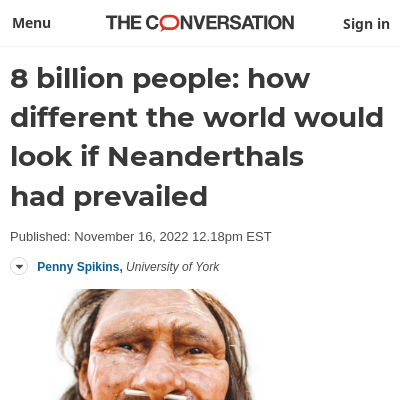 Menu THE CONVERSATION Sign in
8 billion people: how
different the world would
look if Neanderthals
had prevailed
Published: November 16, 2022 12.18pm EST
Penny Spikins, University of York